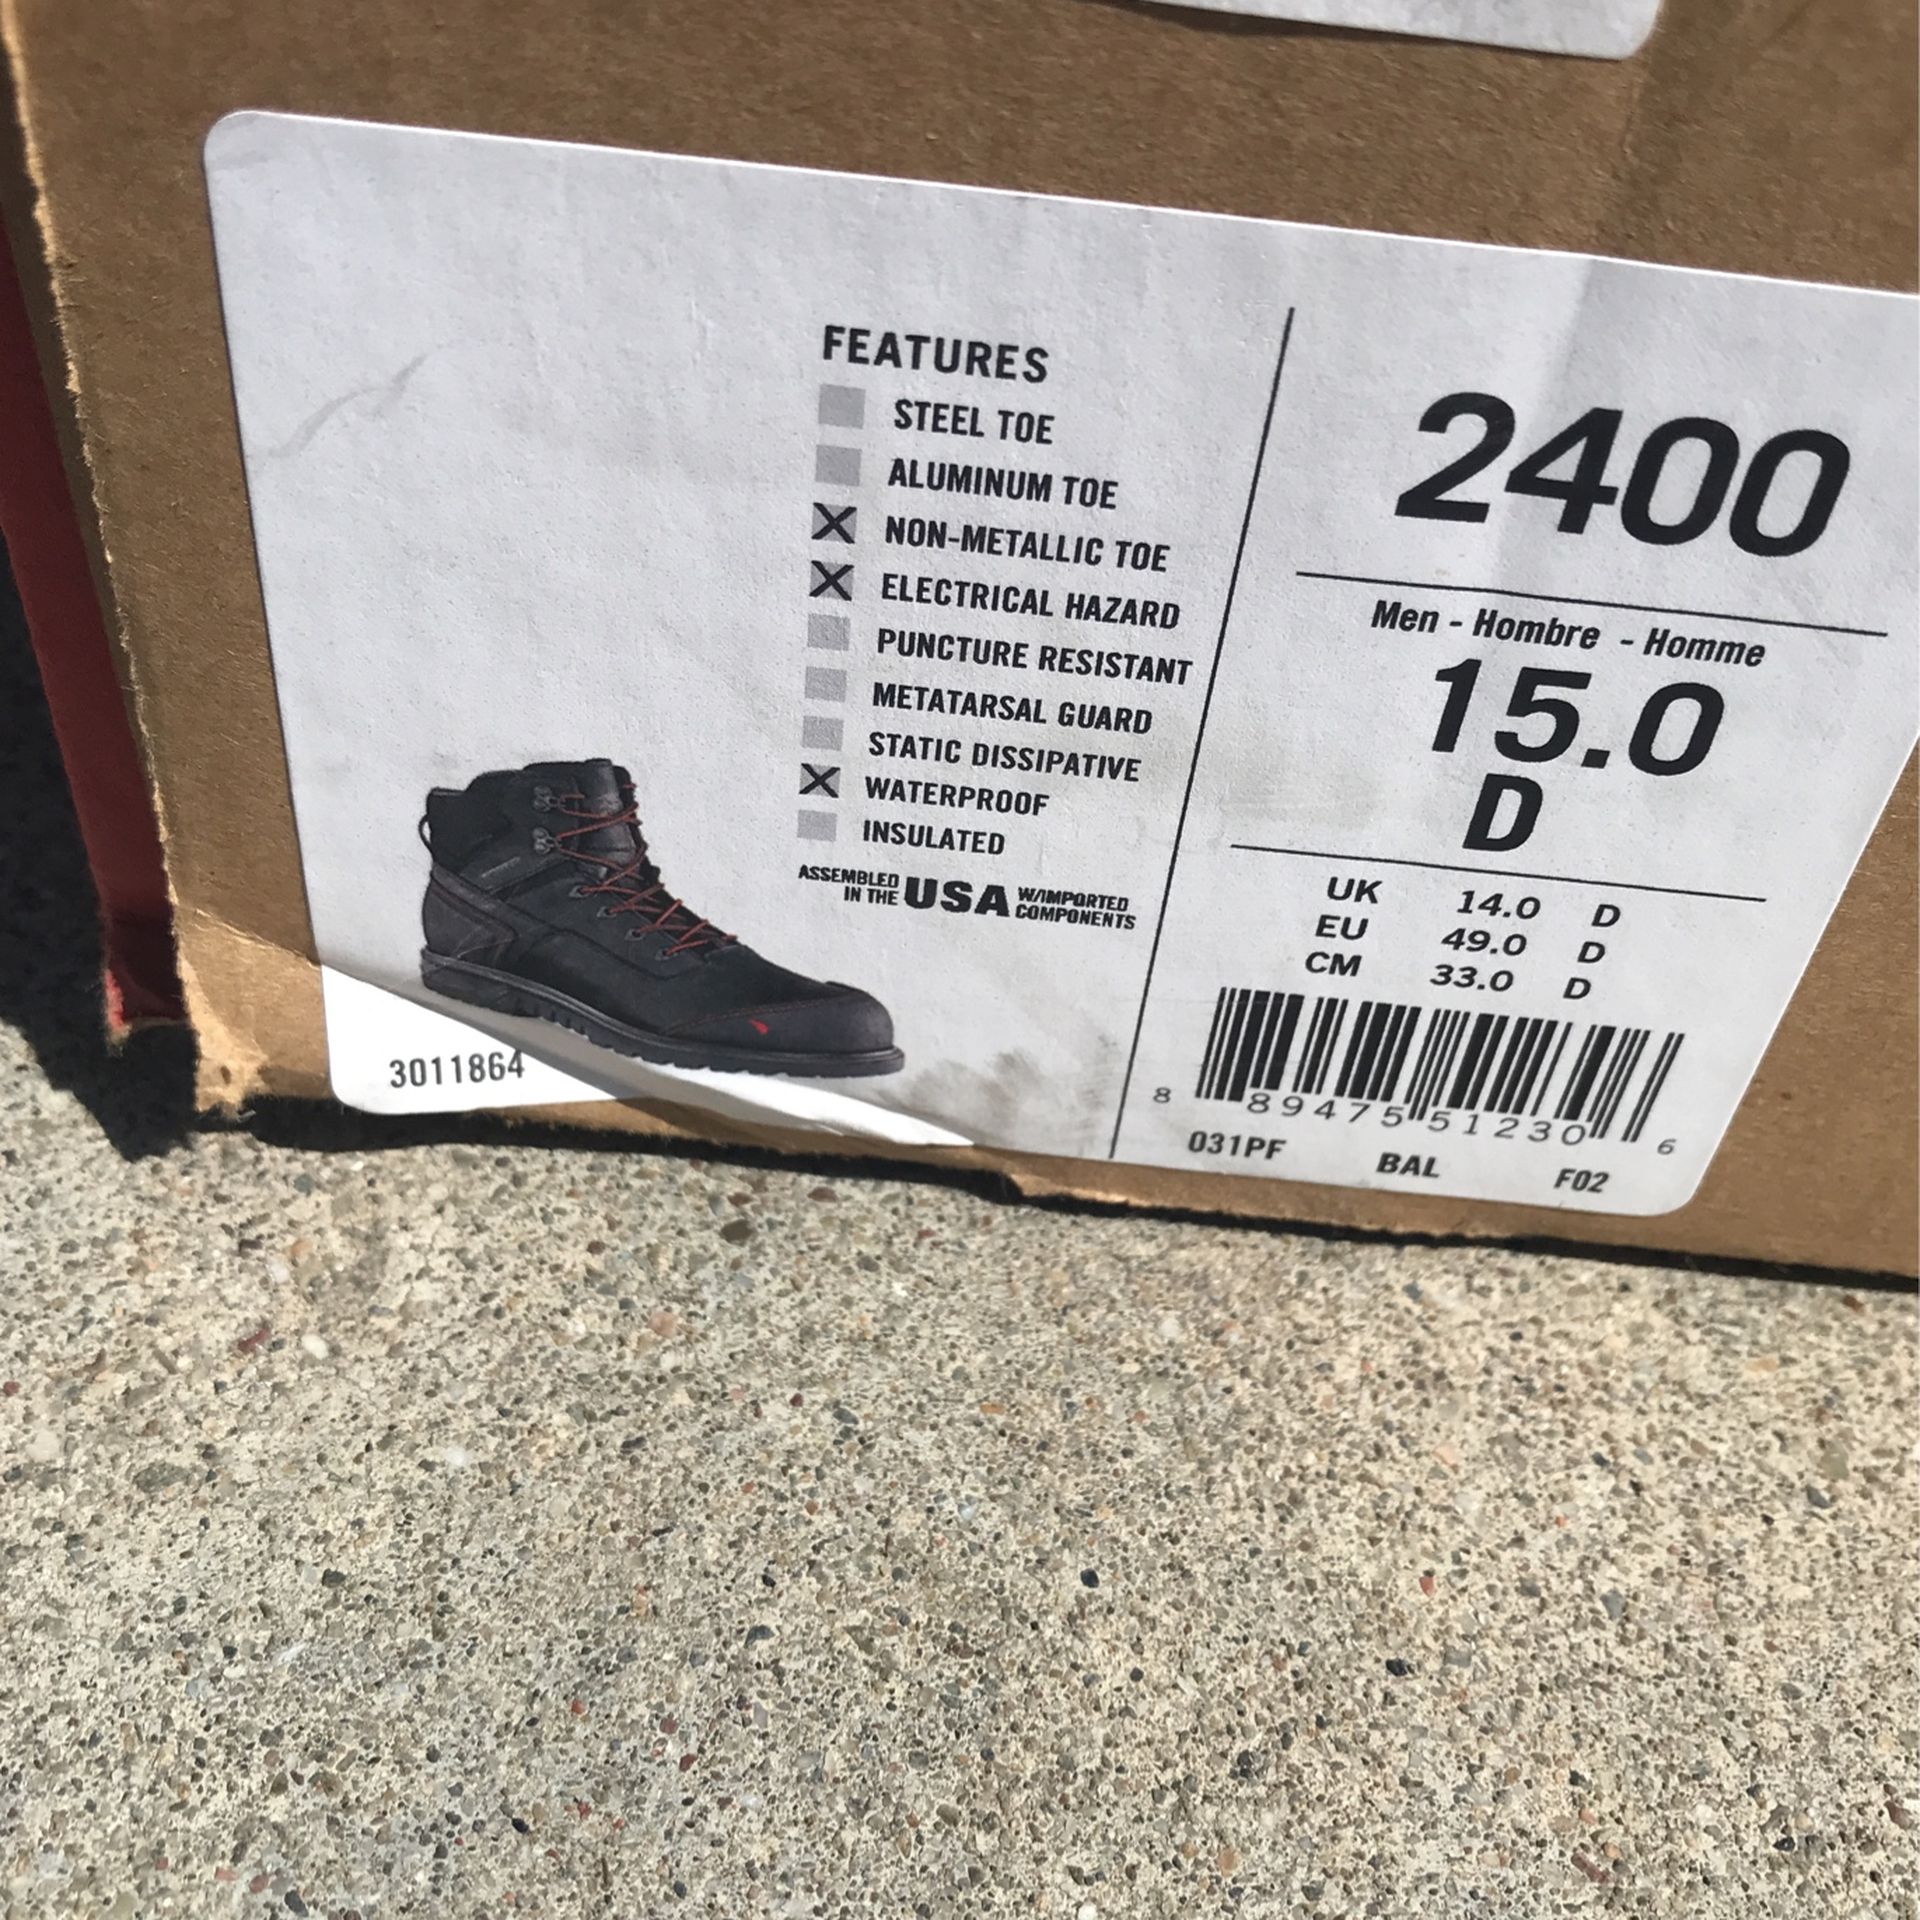 FEATURES
STEEL TOE
ALUMINUM TOE
X NON-METALLIC TOE
X ELECTRICAL HAZARD
PUNCTURE RESISTANT
METATARSAL GUARD
STATIC DISSIPATIVE
X WATERPROOF
INSULATED
ASSEMBLED IN THE USA W/IMPORTED COMPONENTS
3011864
2400
Men - Hombre - Homme
15.0
D
UK 14.0 D
EU 49.0 D
CM 33.0 D
8 89475 51230 6
031PF BAL F02